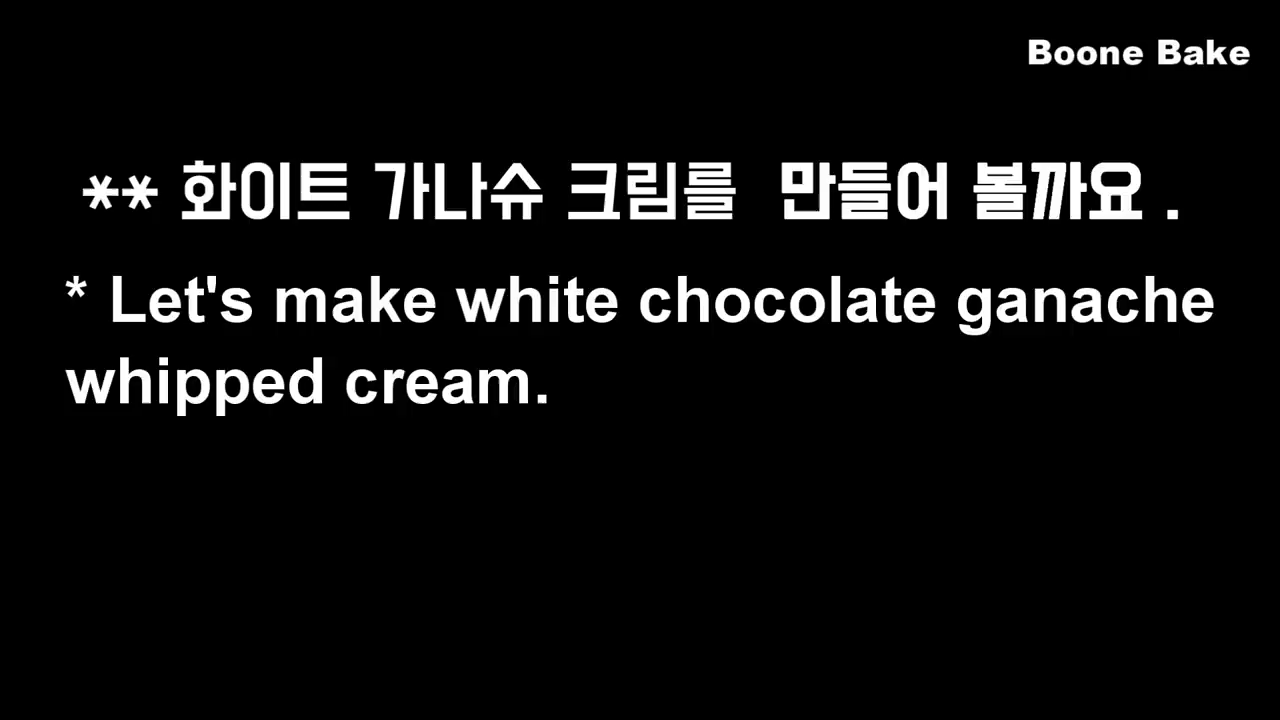 Boone Bake
** 화이트 가나슈 크림를 만들어 볼까요 .
* Let's make white chocolate ganache
whipped cream.